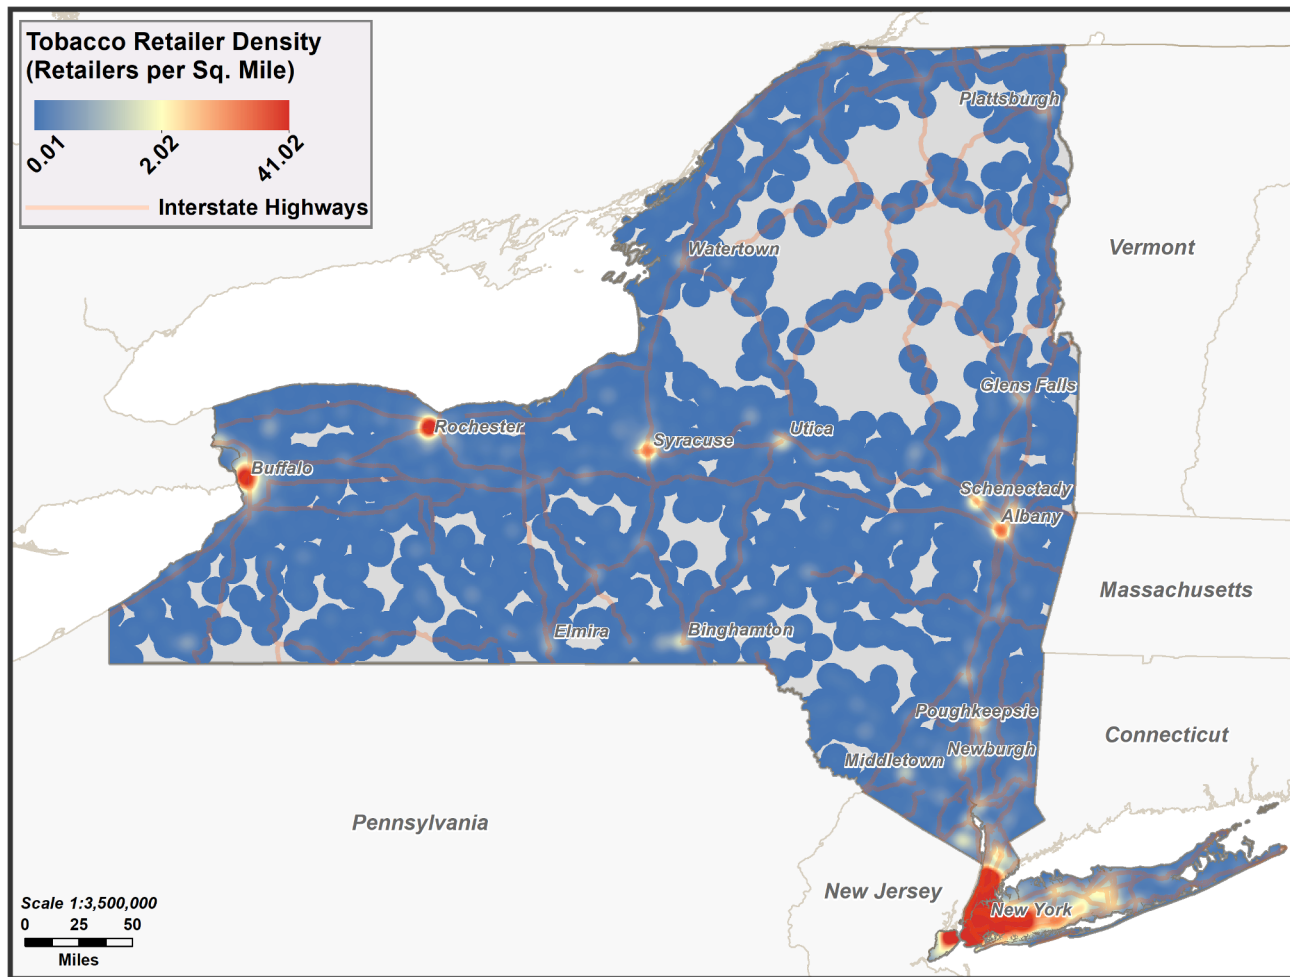 Tobacco Retailer Density
(Retailers per Sq. Mile)
0.01
2.02
41.02
Interstate Highways
Plattsburgh
Watertown
Vermont
Glens Falls
Rochester
Syracuse
Utica
Buffalo
Schenectady
Albany
Massachusetts
Elmira
Binghamton
Poughkeepsie
Connecticut
Newburgh
Middletown
Pennsylvania
New Jersey
New York
Scale 1:3,500,000
0 25 50
Miles